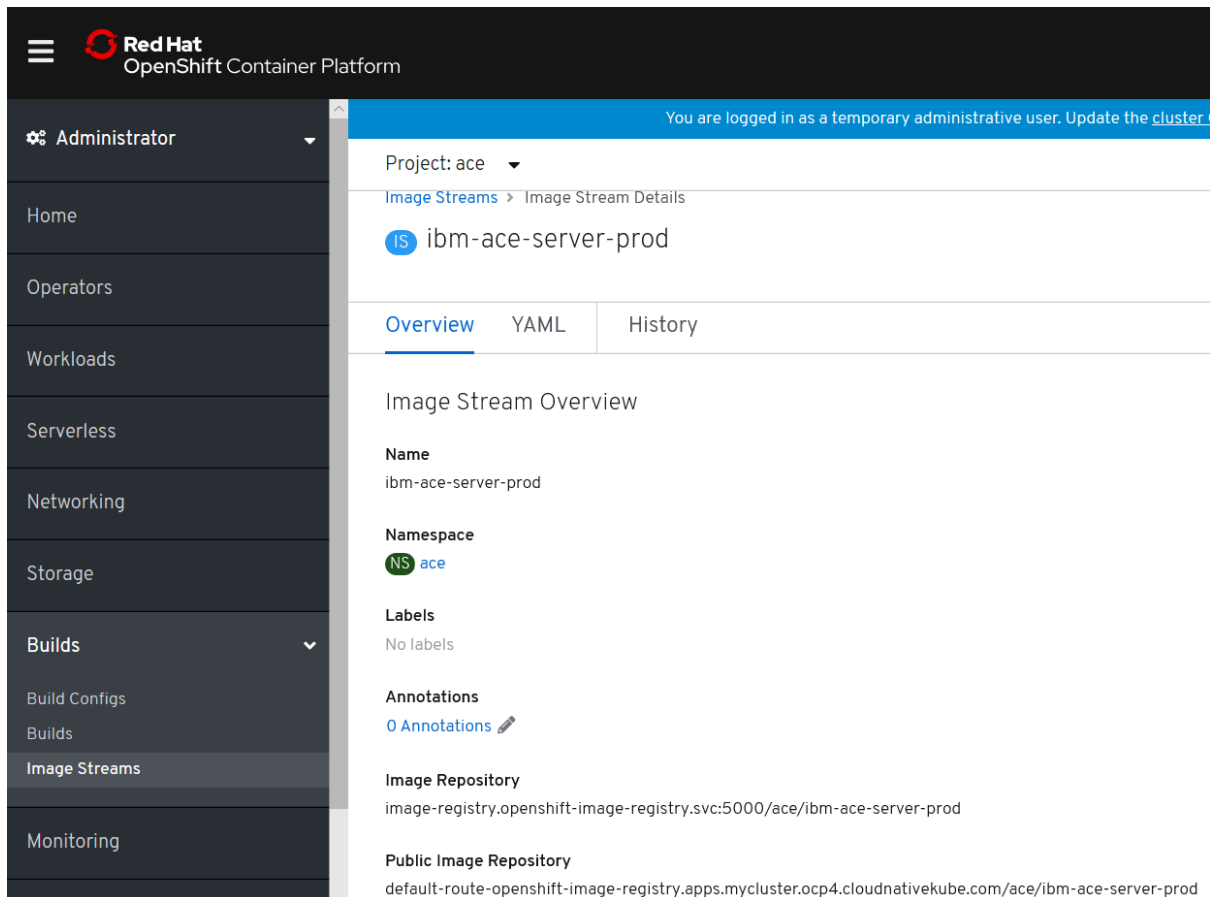 Red Hat
OpenShift Container Platform
You are logged in as a temporary administrative user. Update the cluster
Administrator
Home
Operators
Workloads
Serverless
Networking
Storage
Builds
Build Configs
Builds
Image Streams
Monitoring
Project: ace
Image Streams > Image Stream Details
IS ibm-ace-server-prod
Overview YAML History
Image Stream Overview
Name
ibm-ace-server-prod
Namespace
NS ace
Labels
No labels
Annotations
0 Annotations
Image Repository
image-registry.openshift-image-registry.svc:5000/ace/ibm-ace-server-prod
Public Image Repository
default-route-openshift-image-registry.apps.mycluster.ocp4.cloudnativekube.com/ace/ibm-ace-server-prod